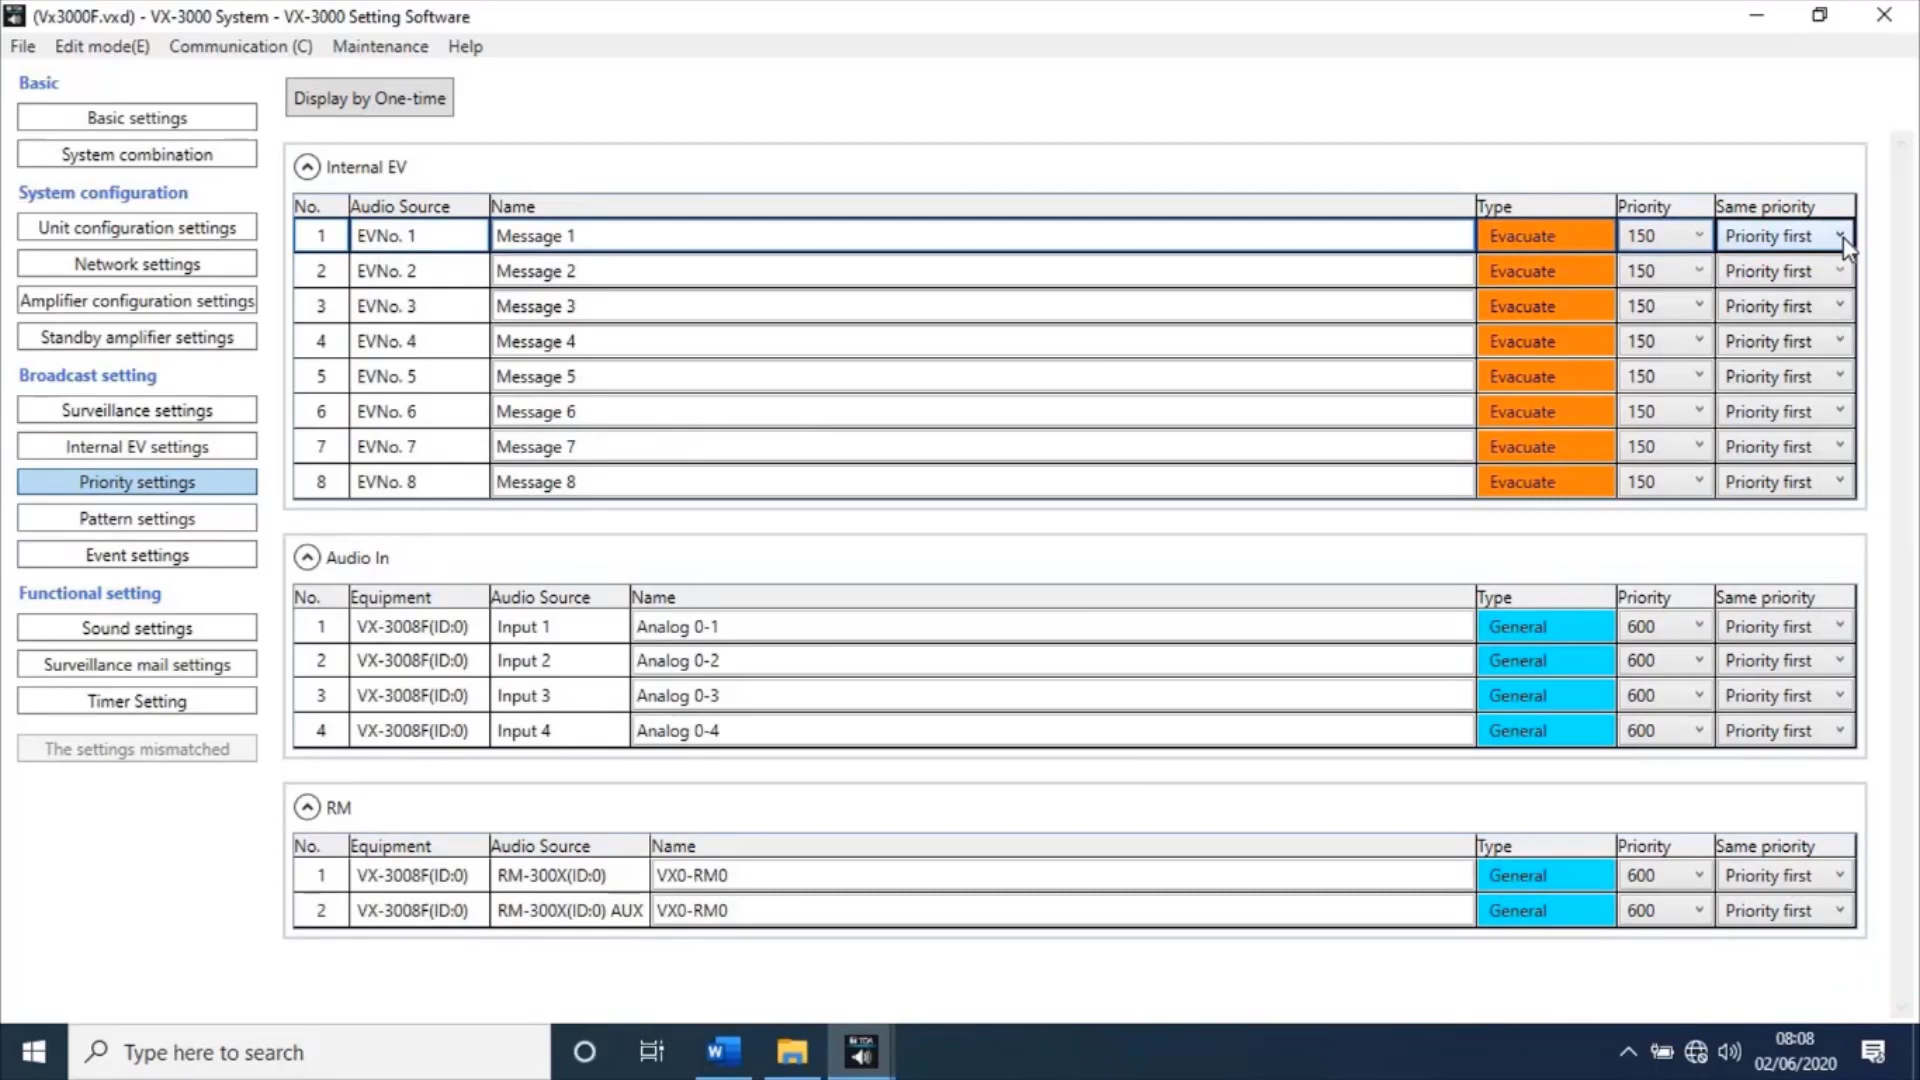 (Vx3000F.vxd) - VX-3000 System - VX-3000 Setting Software
File Edit mode(E) Communication (C) Maintenance Help
Basic
Basic settings
System combination
System configuration
Unit configuration settings
Network settings
Amplifier configuration settings
Standby amplifier settings
Broadcast setting
Surveillance settings
Internal EV settings
Priority settings
Pattern settings
Event settings
Functional setting
Sound settings
Surveillance mail settings
Timer Setting
The settings mismatched
Display by One-time
Internal EV
No. Audio Source Name Type Priority Same priority
1 EVNo. 1 Message 1 Evacuate 150 Priority first
2 EVNo. 2 Message 2 Evacuate 150 Priority first
3 EVNo. 3 Message 3 Evacuate 150 Priority first
4 EVNo. 4 Message 4 Evacuate 150 Priority first
5 EVNo. 5 Message 5 Evacuate 150 Priority first
6 EVNo. 6 Message 6 Evacuate 150 Priority first
7 EVNo. 7 Message 7 Evacuate 150 Priority first
8 EVNo. 8 Message 8 Evacuate 150 Priority first
Audio In
No. Equipment Audio Source Name Type Priority Same priority
1 VX-3008F(ID:0) Input 1 Analog 0-1 General 600 Priority first
2 VX-3008F(ID:0) Input 2 Analog 0-2 General 600 Priority first
3 VX-3008F(ID:0) Input 3 Analog 0-3 General 600 Priority first
4 VX-3008F(ID:0) Input 4 Analog 0-4 General 600 Priority first
RM
No. Equipment Audio Source Name Type Priority Same priority
1 VX-3008F(ID:0) RM-300X(ID:0) VX0-RM0 General 600 Priority first
2 VX-3008F(ID:0) RM-300X(ID:0) AUX VX0-RM0 General 600 Priority first
Type here to search
W
TOA
08:08
02/06/2020